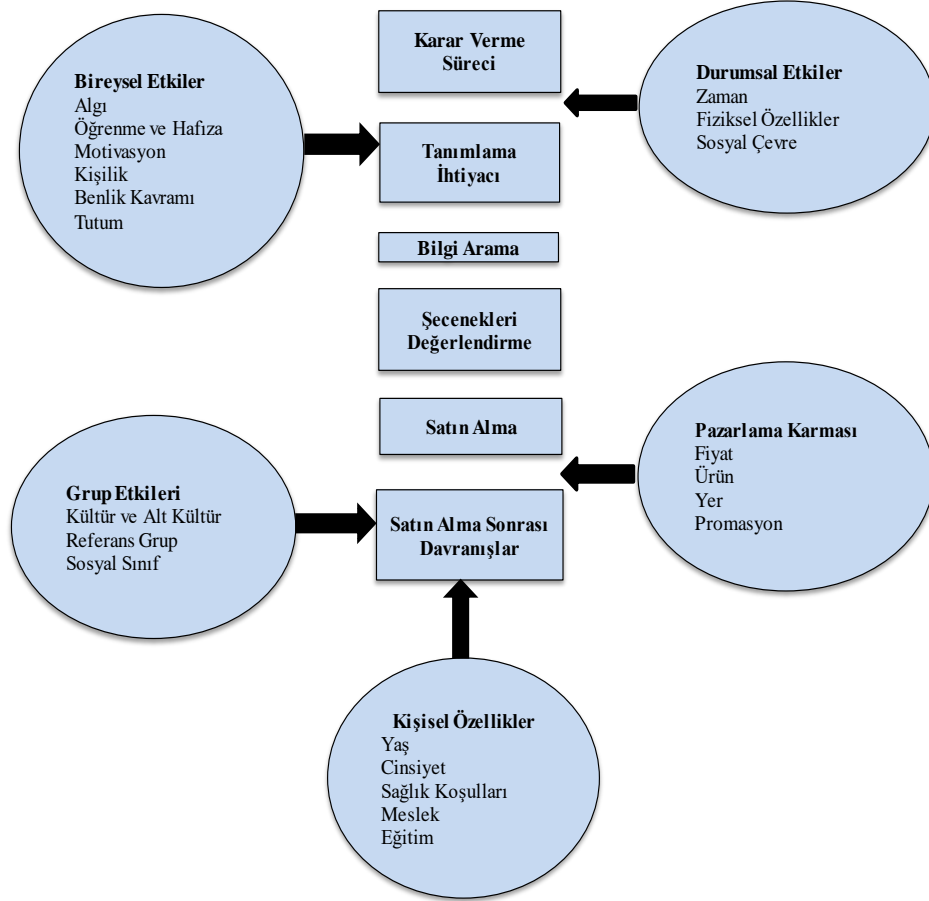 Karar Verme
Süreci
Bireysel Etkiler
Algı
Öğrenme ve Hafıza
Motivasyon
Kişilik
Benlik Kavramı
Tutum
Durumsal Etkiler
Zaman
Fiziksel Özellikler
Sosyal Çevre
Tanımlama
İhtiyacı
Bilgi Arama
Şecenekleri
Değerlendirme
Satın Alma
Pazarlama Karması
Fiyat
Ürün
Yer
Promasyon
Grup Etkileri
Kültür ve Alt Kültür
Referans Grup
Sosyal Sınıf
Satın Alma Sonrası
Davranışlar
Kişisel Özellikler
Yaş
Cinsiyet
Sağlık Koşulları
Meslek
Eğitim